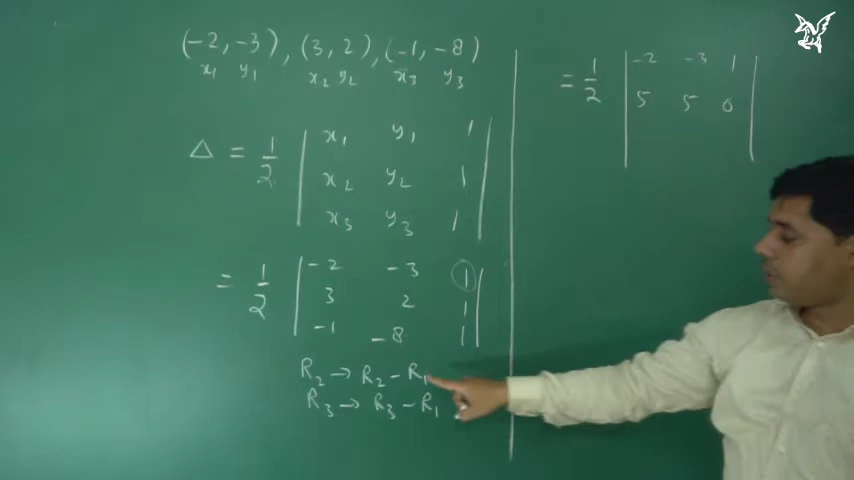 (-2, -3), (3, 2), (-1, -8)
x₁ y₁ x₂ y₂ x₃ y₃
Δ = 1/2 | x₁ y₁ 1 |
| x₂ y₂ 1 |
| x₃ y₃ 1 |
= 1/2 | -2 -3 1 |
| 3 2 1 |
| -1 -8 1 |
R₂ → R₂ - R₁
R₃ → R₃ - R₁
= 1/2 | -2 -3 1 |
| 5 5 0 |